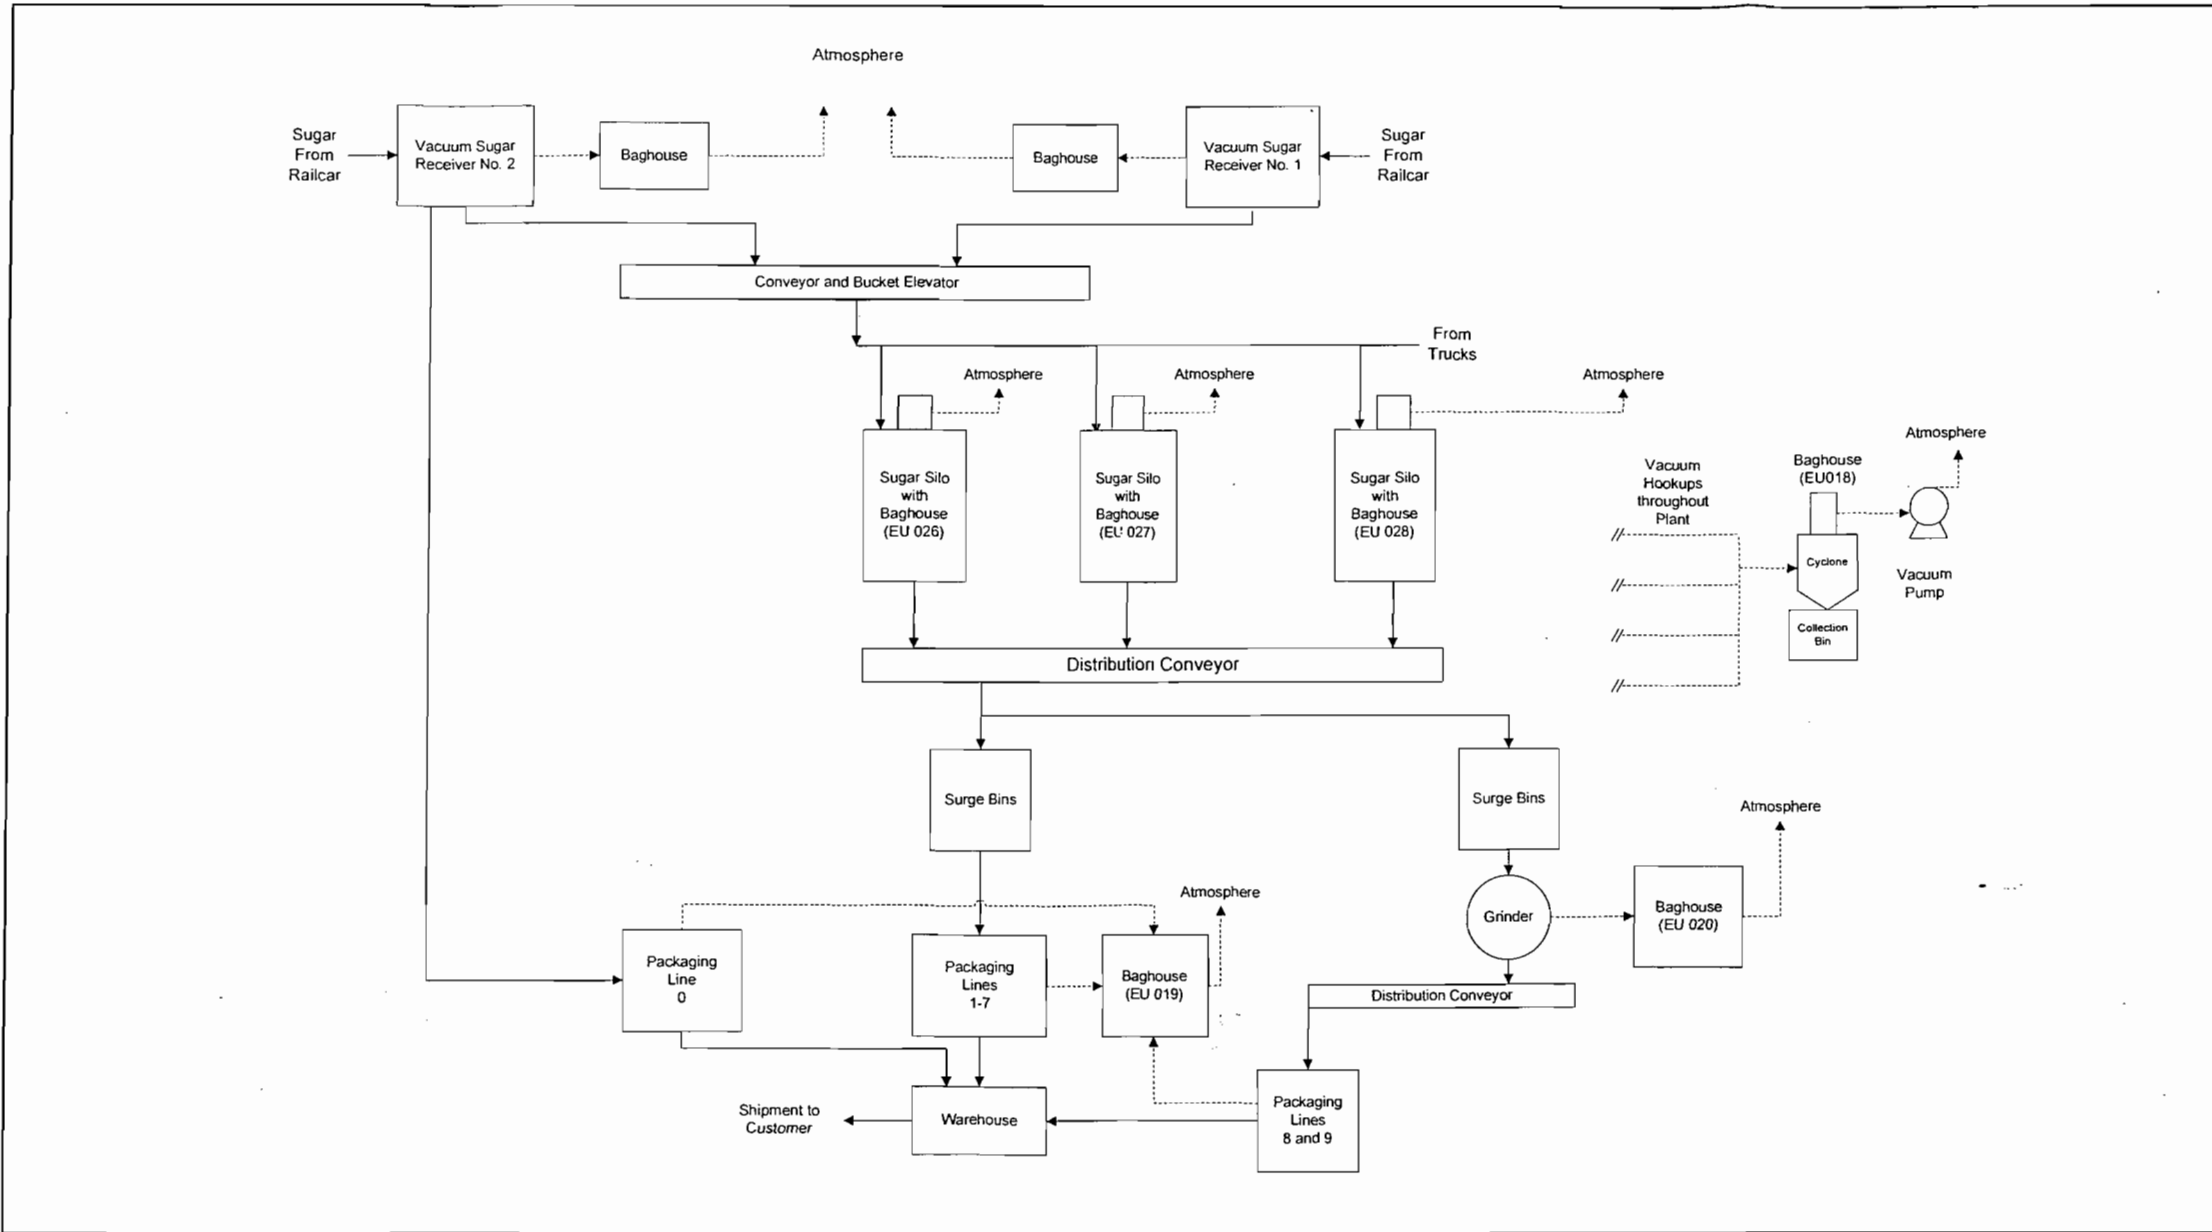 Atmosphere
Sugar
From
Railcar
Vacuum Sugar
Receiver No. 2
Baghouse
Baghouse
Vacuum Sugar
Receiver No. 1
Sugar
From
Railcar
Conveyor and Bucket Elevator
From
Trucks
Atmosphere
Atmosphere
Atmosphere
Sugar Silo
with
Baghouse
(EU 026)
Sugar Silo
with
Baghouse
(EU 027)
Sugar Silo
with
Baghouse
(EU 028)
Vacuum
Hookups
throughout
Plant
Baghouse
(EU018)
Atmosphere
Cyclone
Vacuum
Pump
Collection
Bin
Distribution Conveyor
Surge Bins
Surge Bins
Atmosphere
Grinder
Baghouse
(EU 020)
Atmosphere
Packaging
Line
0
Packaging
Lines
1-7
Baghouse
(EU 019)
Distribution Conveyor
Shipment to
Customer
Warehouse
Packaging
Lines
8 and 9